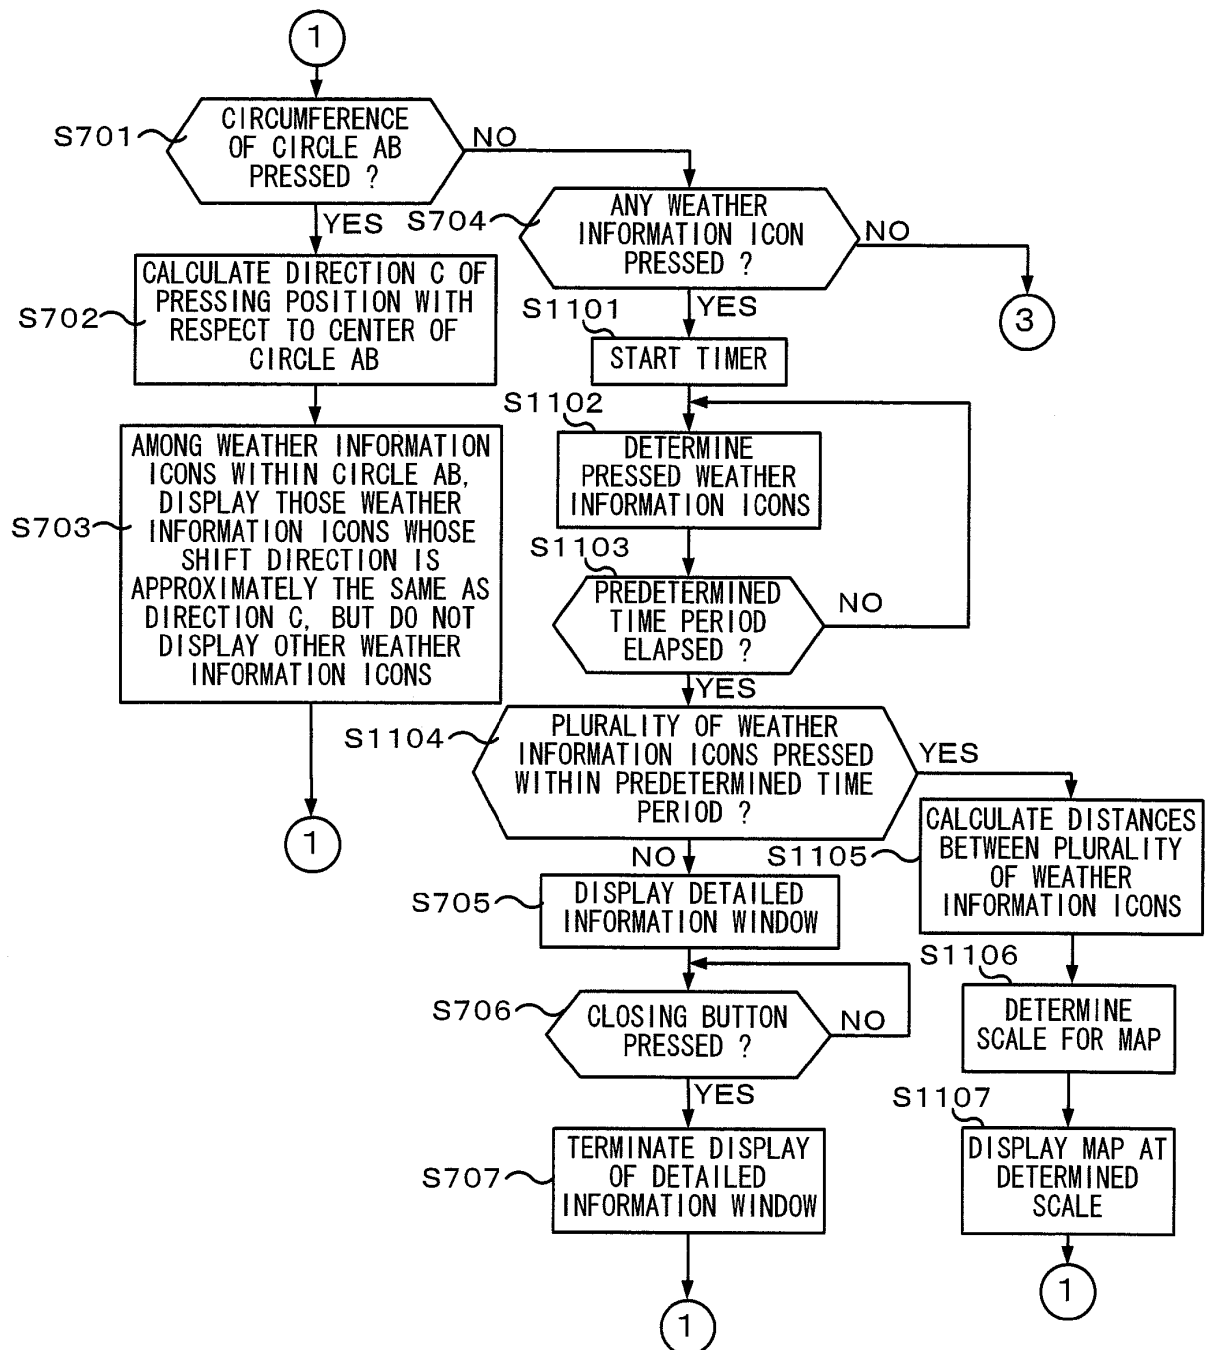 1
S701
CIRCUMFERENCE
OF CIRCLE AB
PRESSED ?
NO
YES
S702
CALCULATE DIRECTION C OF
PRESSING POSITION WITH
RESPECT TO CENTER OF
CIRCLE AB
S703
AMONG WEATHER INFORMATION
ICONS WITHIN CIRCLE AB,
DISPLAY THOSE WEATHER
INFORMATION ICONS WHOSE
SHIFT DIRECTION IS
APPROXIMATELY THE SAME AS
DIRECTION C, BUT DO NOT
DISPLAY OTHER WEATHER
INFORMATION ICONS
1
S704
ANY WEATHER
INFORMATION ICON
PRESSED ?
NO
3
YES
S1101
START TIMER
S1102
DETERMINE
PRESSED WEATHER
INFORMATION ICONS
S1103
PREDETERMINED
TIME PERIOD
ELAPSED ?
NO
YES
S1104
PLURALITY OF WEATHER
INFORMATION ICONS PRESSED
WITHIN PREDETERMINED TIME
PERIOD ?
YES
NO
S705
DISPLAY DETAILED
INFORMATION WINDOW
S706
CLOSING BUTTON
PRESSED ?
NO
YES
S707
TERMINATE DISPLAY
OF DETAILED
INFORMATION WINDOW
1
S1105
CALCULATE DISTANCES
BETWEEN PLURALITY
OF WEATHER
INFORMATION ICONS
S1106
DETERMINE
SCALE FOR MAP
S1107
DISPLAY MAP AT
DETERMINED
SCALE
1